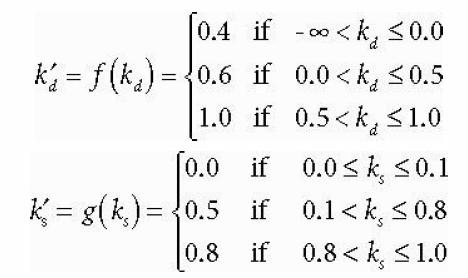 0.4 if -∞ < k_d ≤ 0.0
k′_d = f(k_d) = { 0.6 if 0.0 < k_d ≤ 0.5
1.0 if 0.5 < k_d ≤ 1.0
0.0 if 0.0 ≤ k_s ≤ 0.1
k′_s = g(k_s) = { 0.5 if 0.1 < k_s ≤ 0.8
0.8 if 0.8 < k_s ≤ 1.0